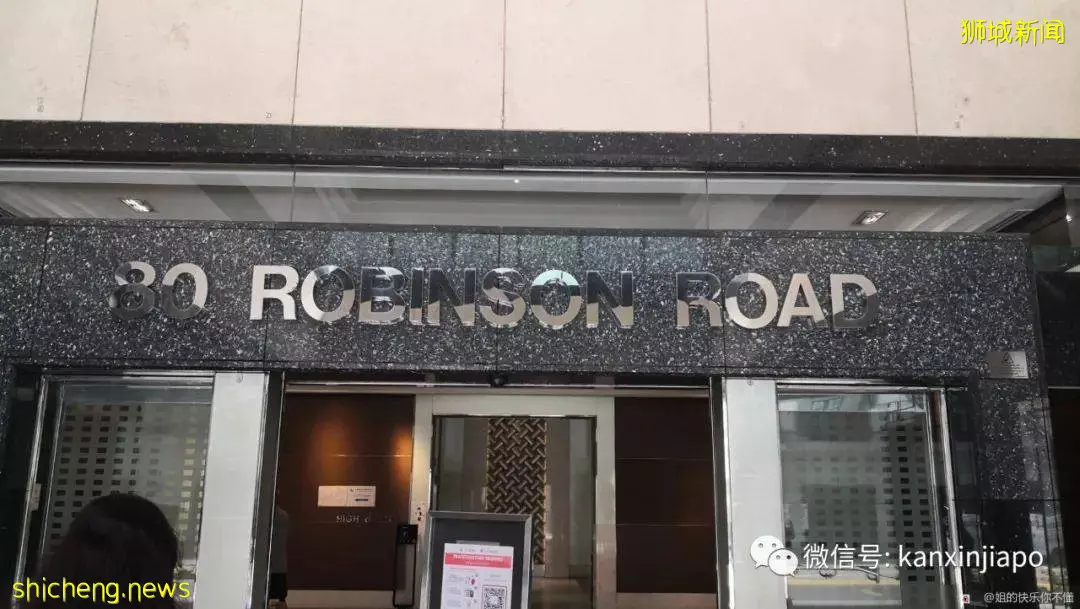 狮城新闻
80 ROBINSON ROAD
HIGH
微信号: kanxinjiapo
shicheng.news
@姐的快乐你不懂